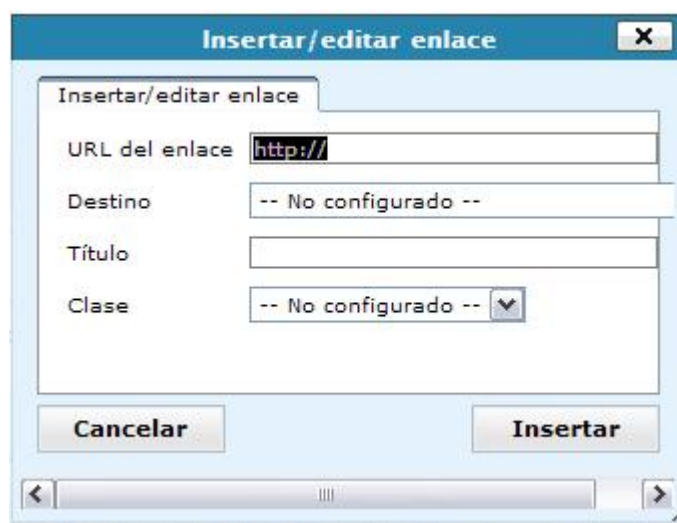 Insertar/editar enlace
Insertar/editar enlace
URL del enlace http://
Destino -- No configurado --
Título
Clase -- No configurado --
Cancelar Insertar